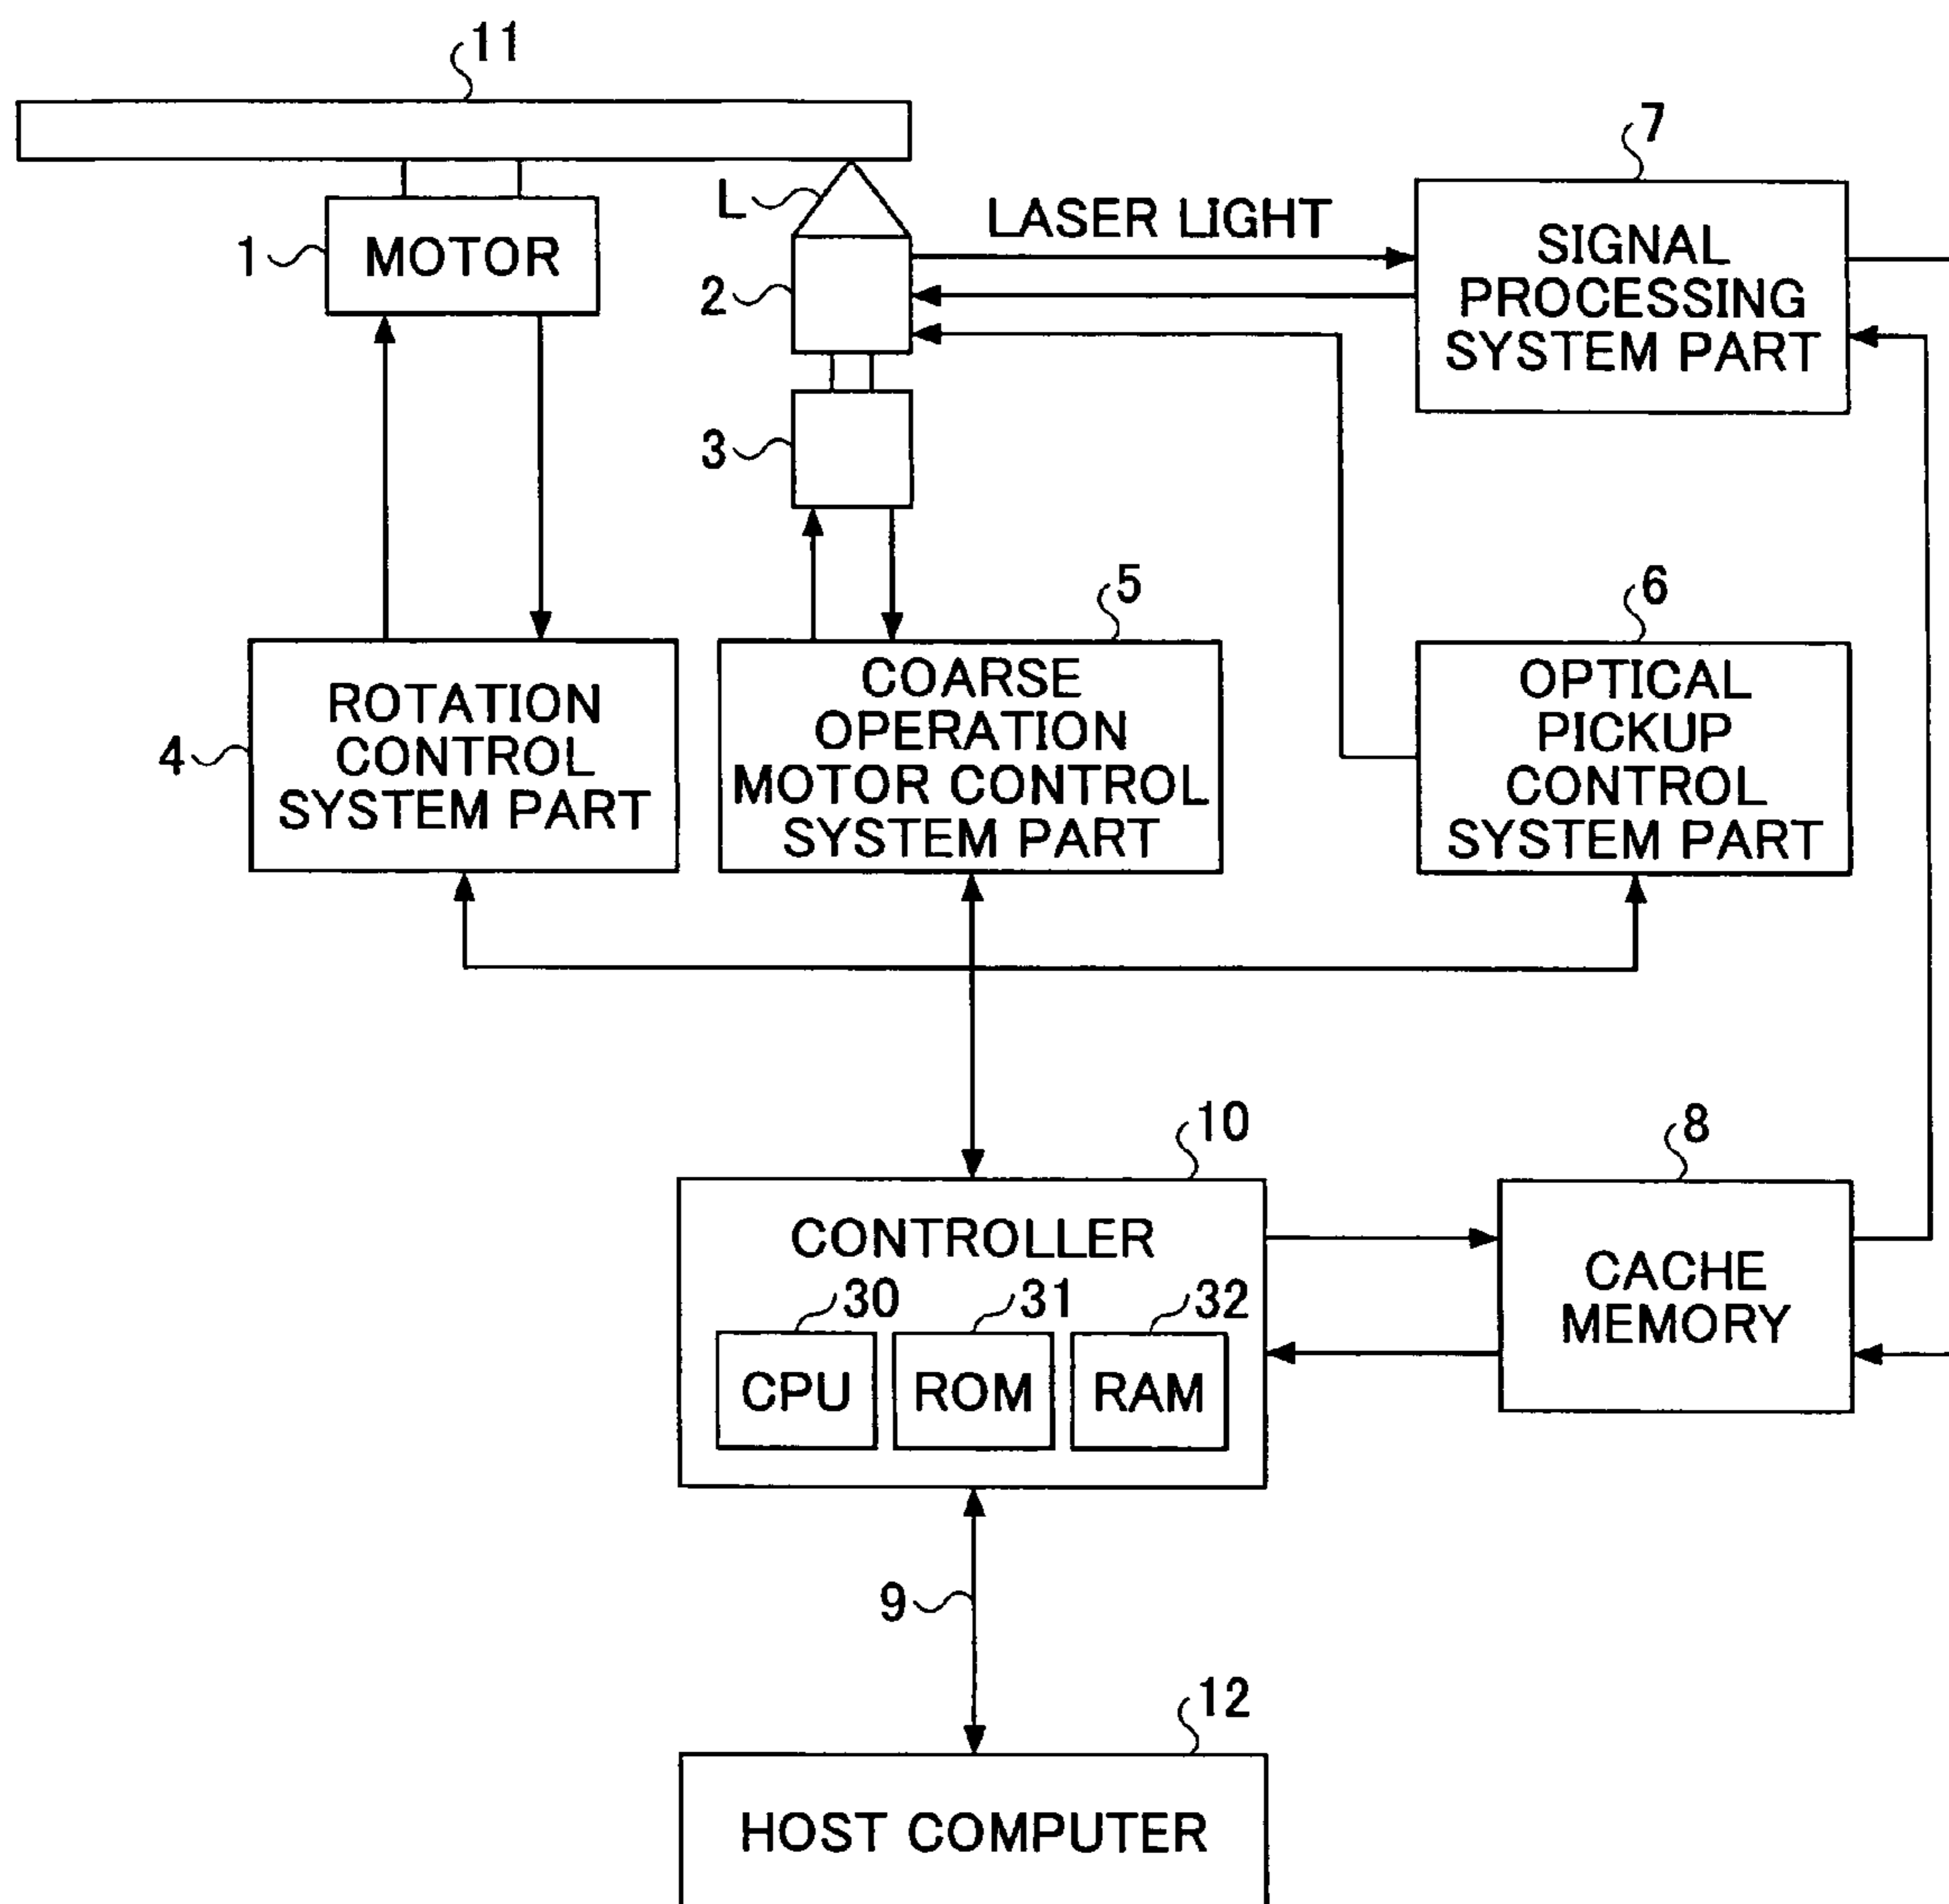 11
7
L
LASER LIGHT
1
MOTOR
2
SIGNAL
PROCESSING
SYSTEM PART
3
5
6
4
ROTATION
CONTROL
SYSTEM PART
COARSE
OPERATION
MOTOR CONTROL
SYSTEM PART
OPTICAL
PICKUP
CONTROL
SYSTEM PART
10
8
CONTROLLER
30
31
32
CPU
ROM
RAM
CACHE
MEMORY
9
12
HOST COMPUTER